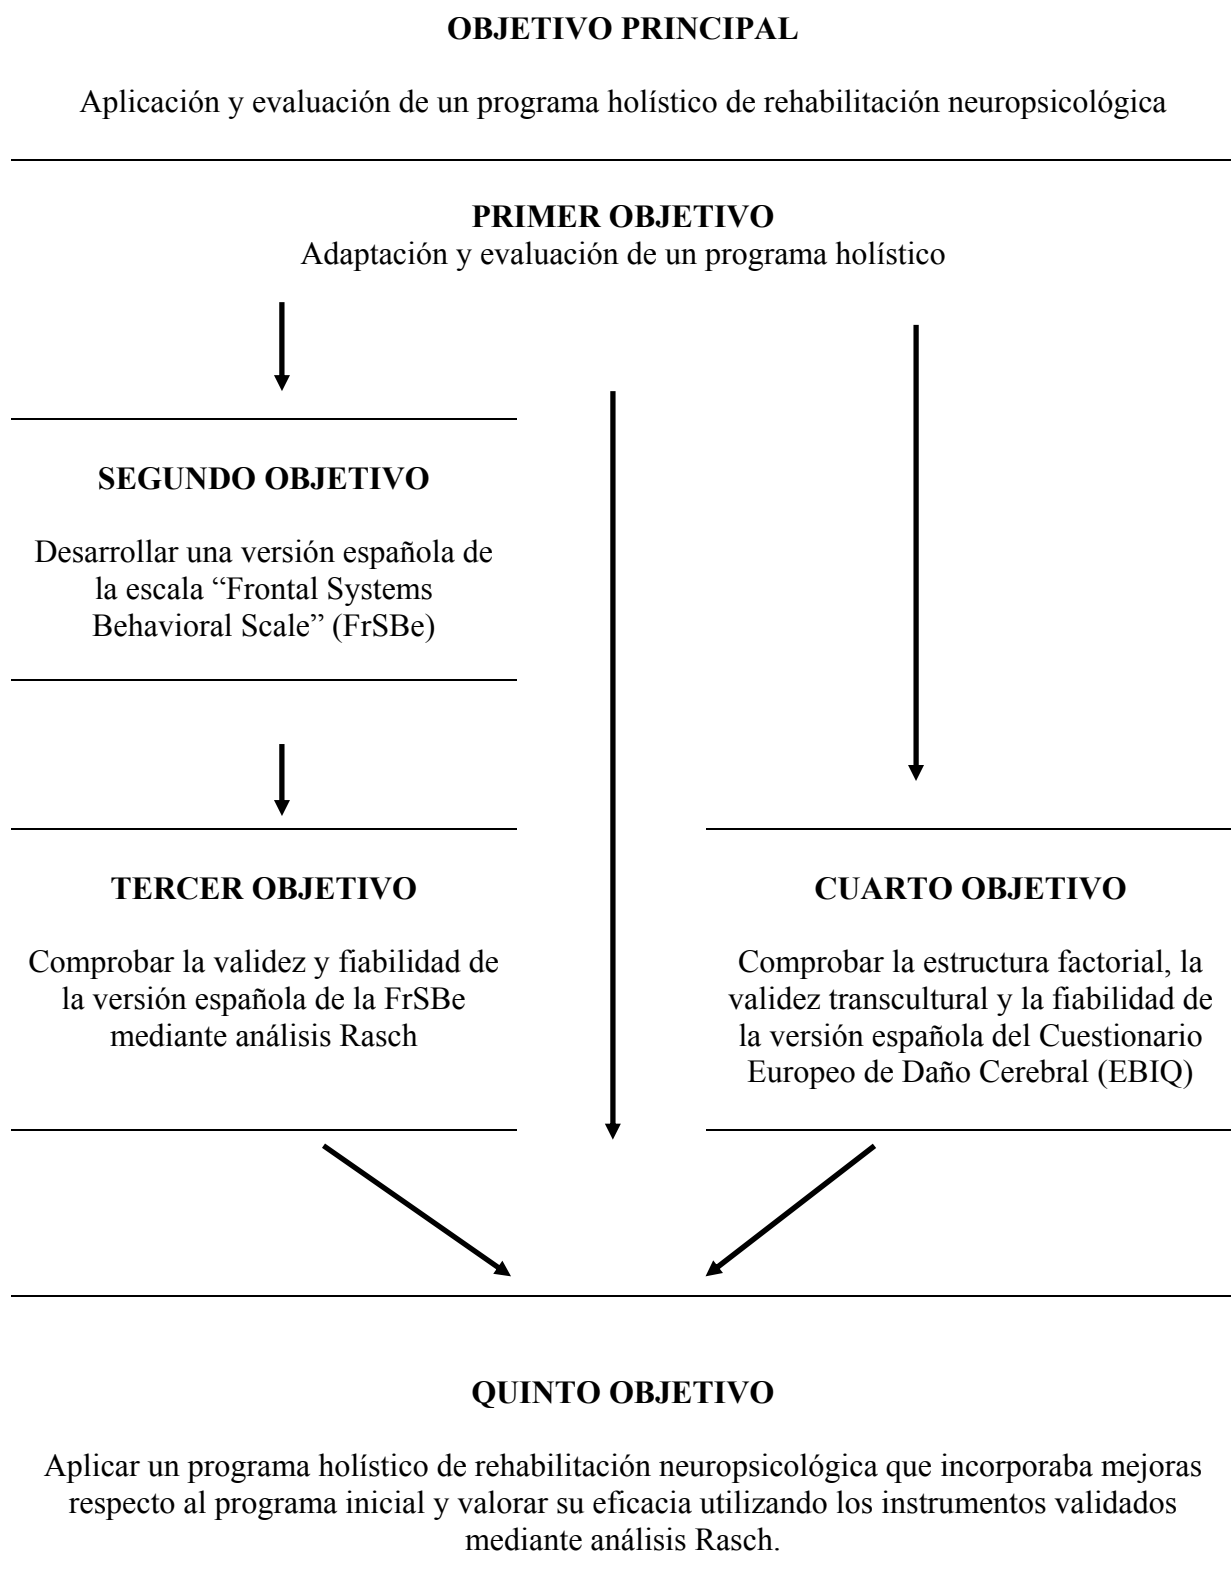 OBJETIVO PRINCIPAL
Aplicación y evaluación de un programa holístico de rehabilitación neuropsicológica
PRIMER OBJETIVO
Adaptación y evaluación de un programa holístico
SEGUNDO OBJETIVO
Desarrollar una versión española de
la escala “Frontal Systems
Behavioral Scale” (FrSBe)
TERCER OBJETIVO
Comprobar la validez y fiabilidad de
la versión española de la FrSBe
mediante análisis Rasch
CUARTO OBJETIVO
Comprobar la estructura factorial, la
validez transcultural y la fiabilidad de
la versión española del Cuestionario
Europeo de Daño Cerebral (EBIQ)
QUINTO OBJETIVO
Aplicar un programa holístico de rehabilitación neuropsicológica que incorporaba mejoras
respecto al programa inicial y valorar su eficacia utilizando los instrumentos validados
mediante análisis Rasch.